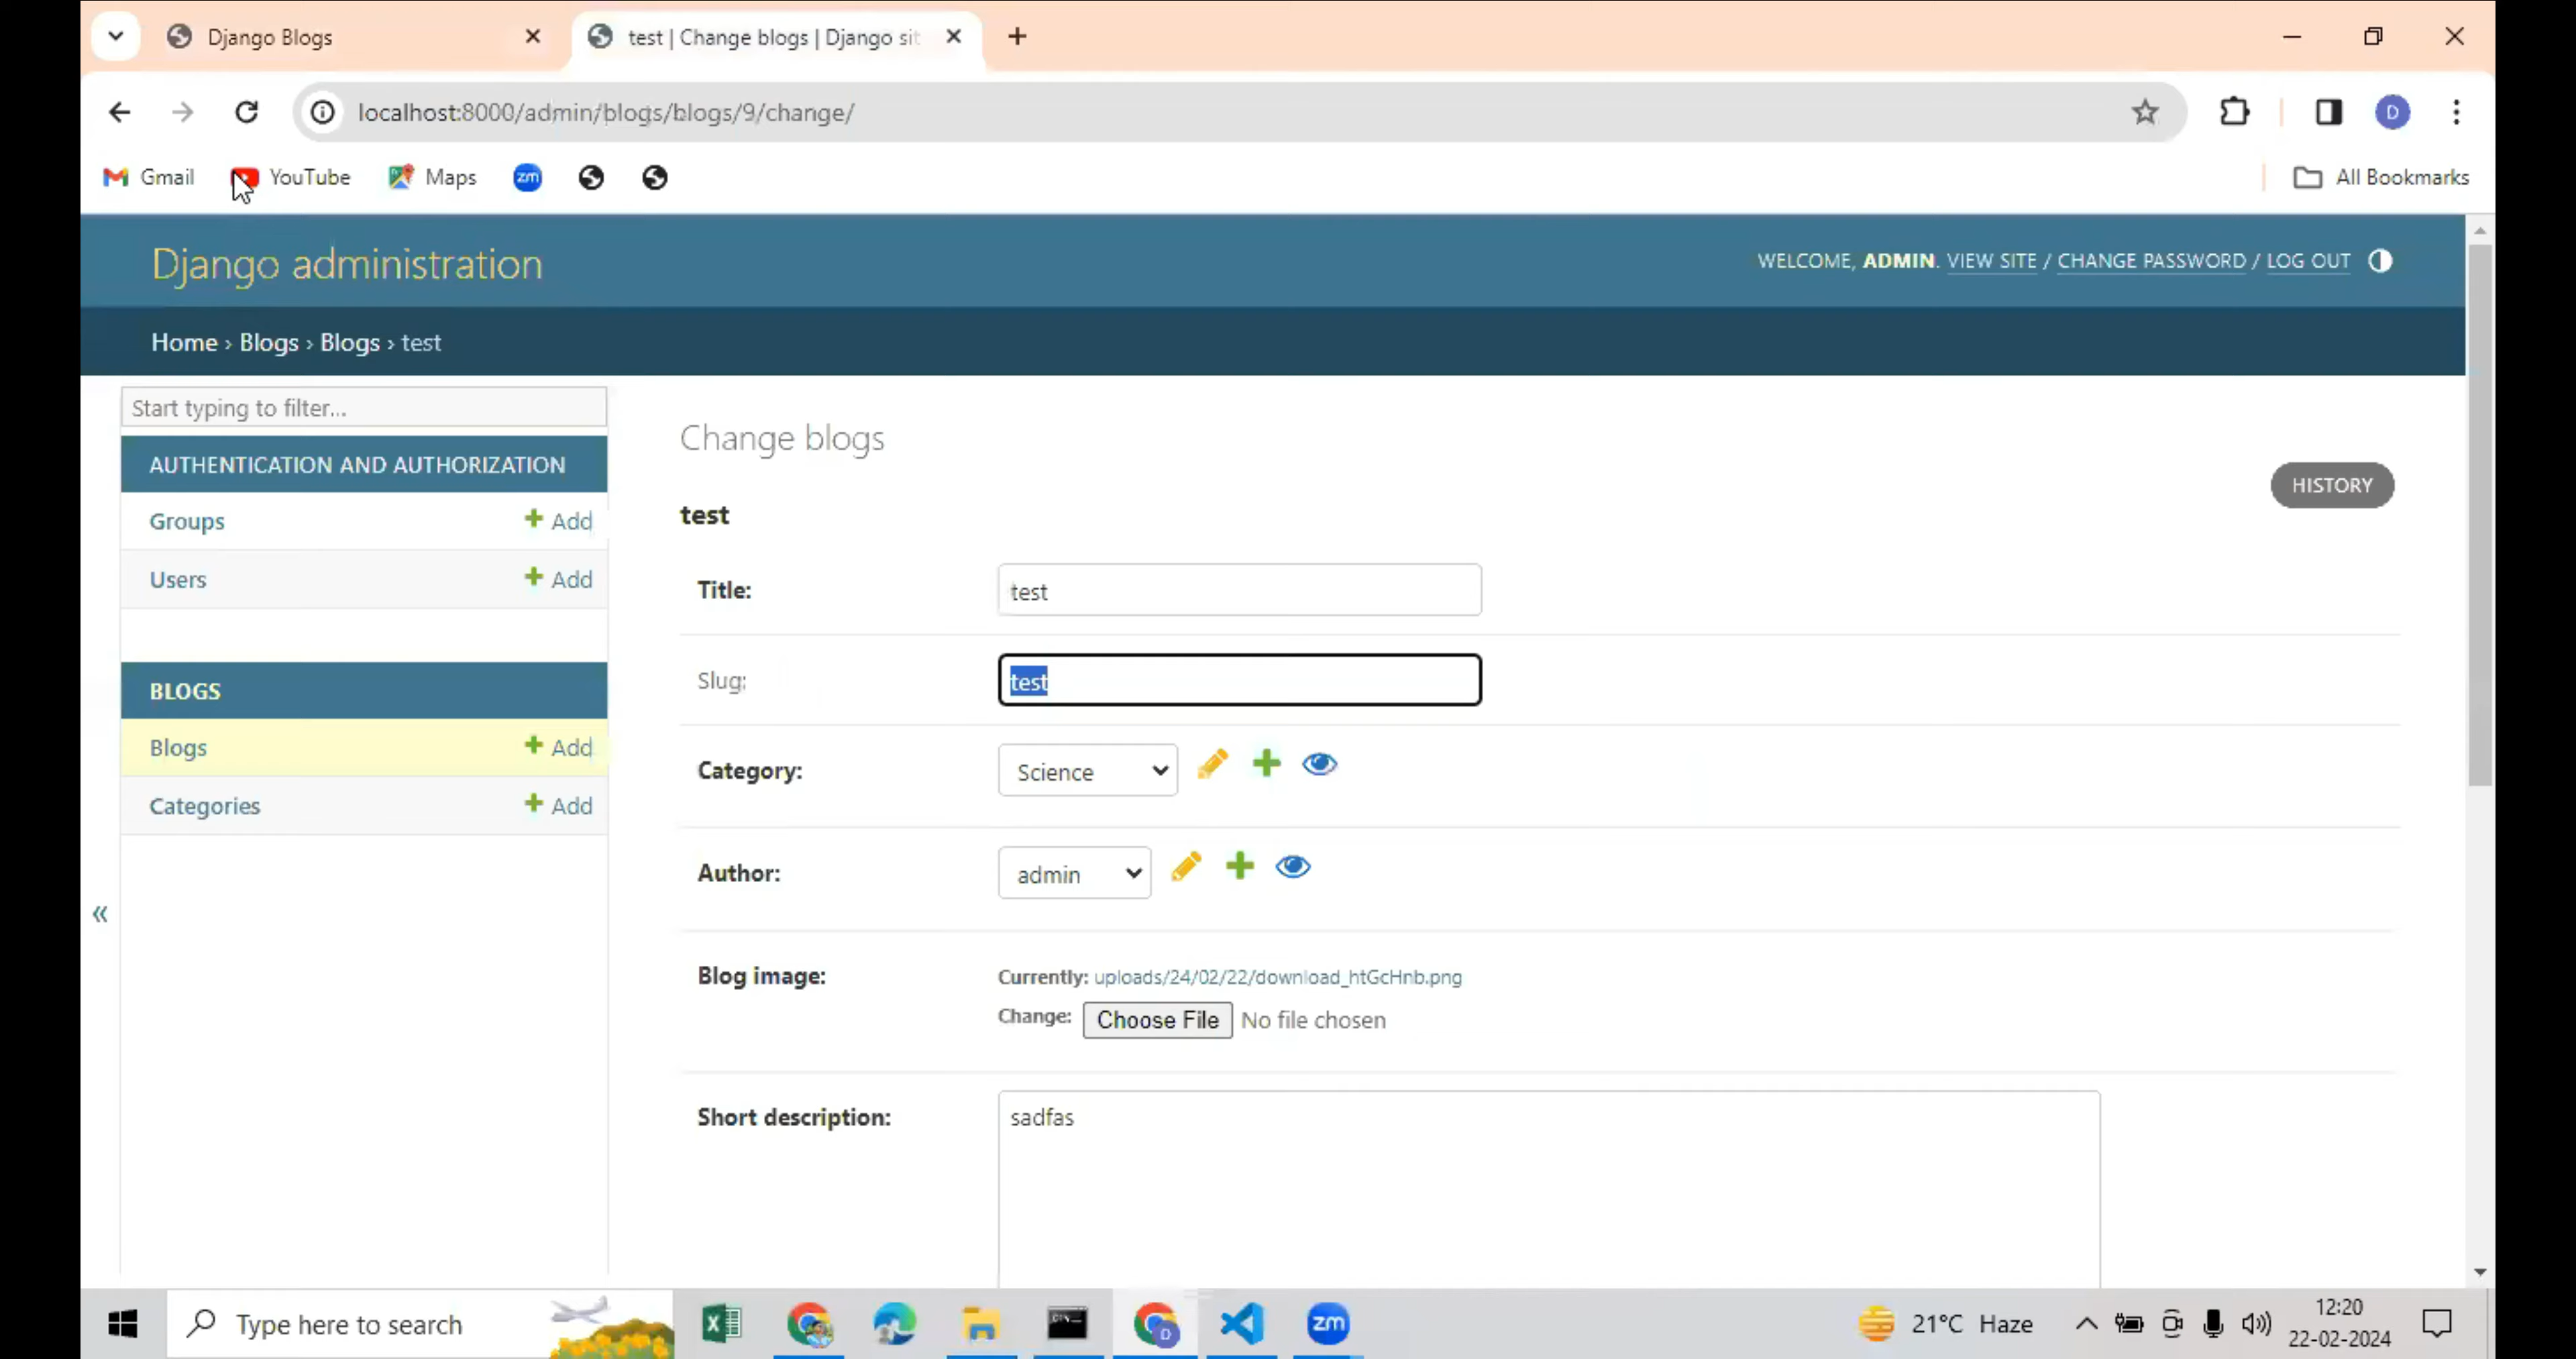 Django Blogs
test | Change blogs | Django sit
localhost:8000/admin/blogs/blogs/9/change/
D
Gmail
YouTube
Maps
zm
All Bookmarks
Django administration
WELCOME, ADMIN. VIEW SITE / CHANGE PASSWORD / LOG OUT
Home › Blogs › Blogs › test
Start typing to filter...
AUTHENTICATION AND AUTHORIZATION
Groups + Add
Users + Add
BLOGS
Blogs + Add
Categories + Add
«
Change blogs
HISTORY
test
Title: test
Slug: test
Category: Science
Author: admin
Blog image: Currently: uploads/24/02/22/download_htGcHnb.png
Change: Choose File No file chosen
Short description: sadfas
Type here to search
D
zm
21°C Haze
12:20
22-02-2024